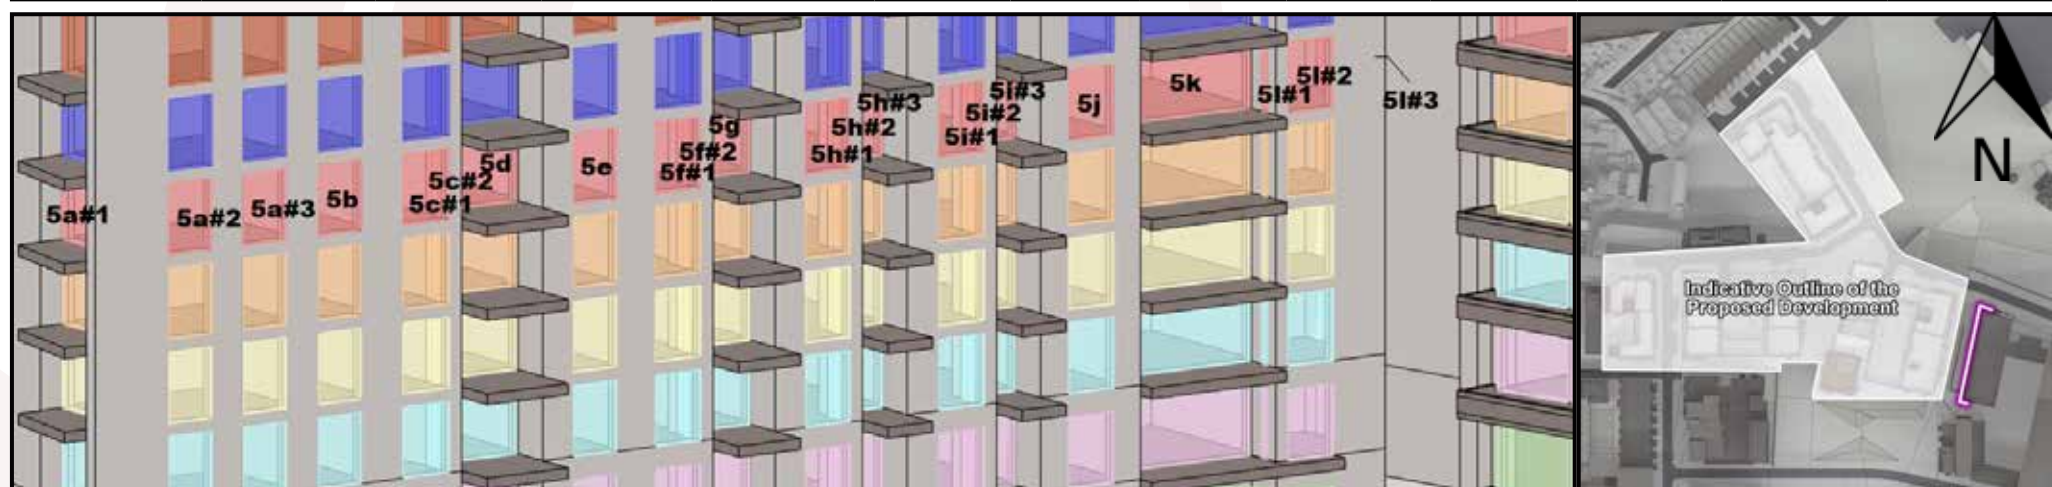 5a#1
5a#2
5a#3
5b
5c#1
5c#2
5d
5e
5f#1
5f#2
5g
5h#1
5h#2
5h#3
5i#1
5i#2
5i#3
5j
5k
5l#1
5l#2
5l#3
N
Indicative Outline of the
Proposed Development